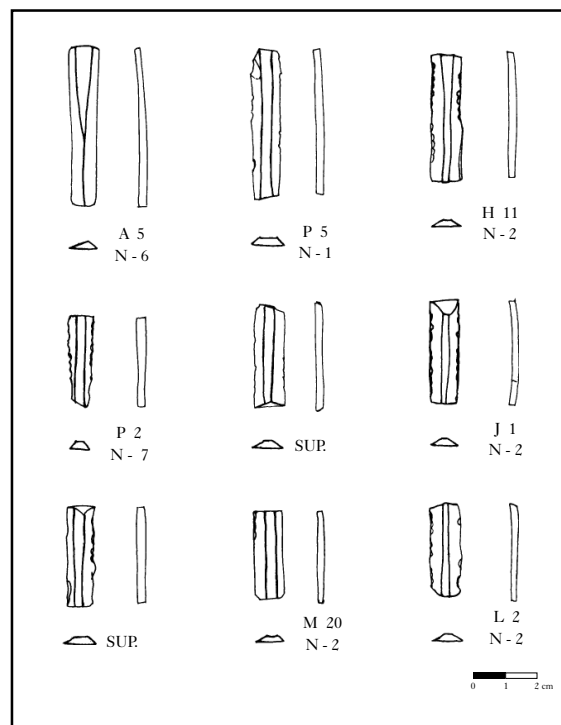 A 5
N - 6
P 5
N - 1
H 11
N - 2
P 2
N - 7
SUP.
J 1
N - 2
SUP.
M 20
N - 2
L 2
N - 2
0 1 2 cm